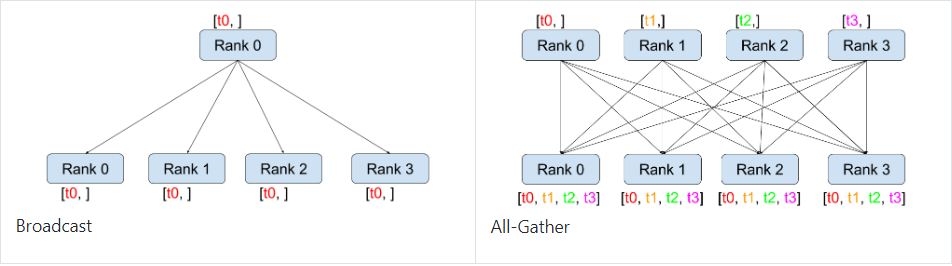 [t0, ]
Rank 0
Rank 0 Rank 1 Rank 2 Rank 3
[t0, ] [t0, ] [t0, ] [t0, ]
Broadcast
[t0, ] [t1,] [t2,] [t3, ]
Rank 0 Rank 1 Rank 2 Rank 3
Rank 0 Rank 1 Rank 2 Rank 3
[t0, t1, t2, t3] [t0, t1, t2, t3] [t0, t1, t2, t3] [t0, t1, t2, t3]
All-Gather